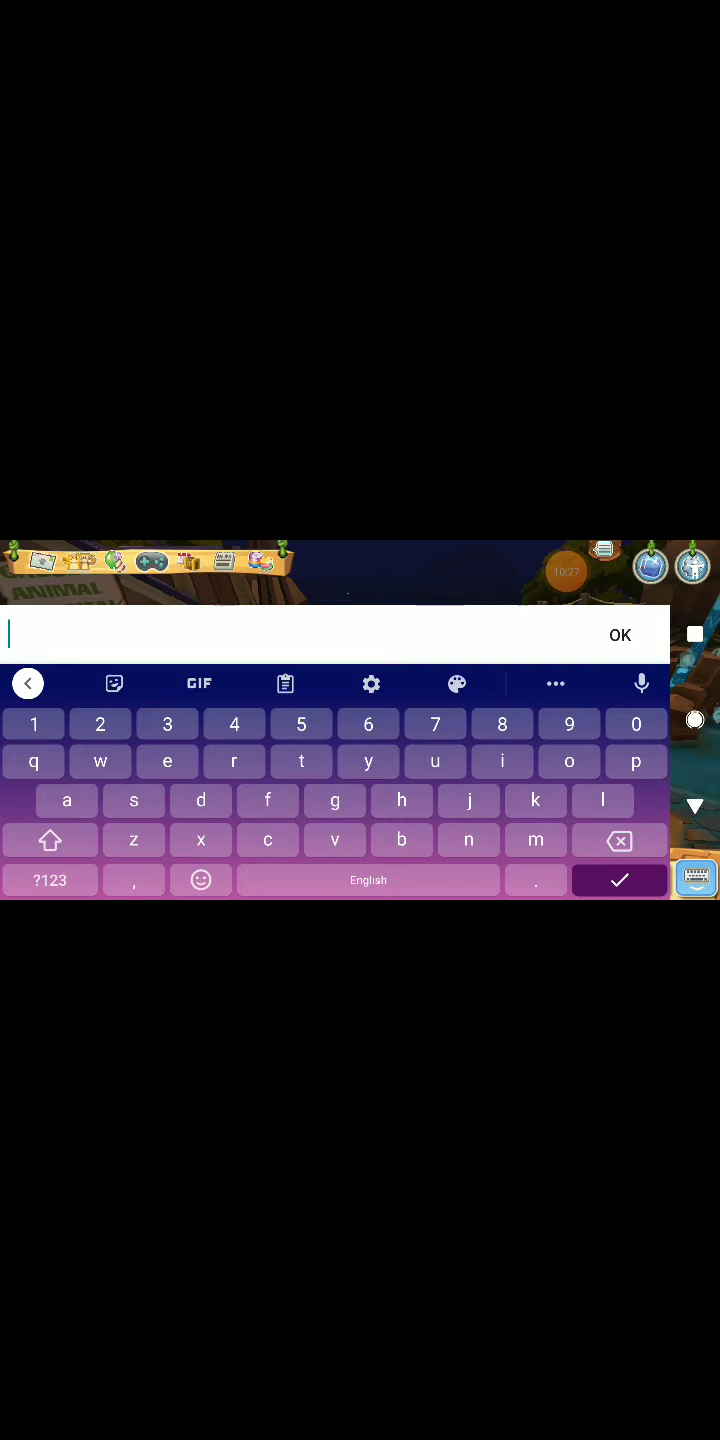 ANIMAL
10:27
OK
GIF
1 2 3 4 5 6 7 8 9 0
q w e r t y u i o p
a s d f g h j k l
z x c v b n m
?123 , English .